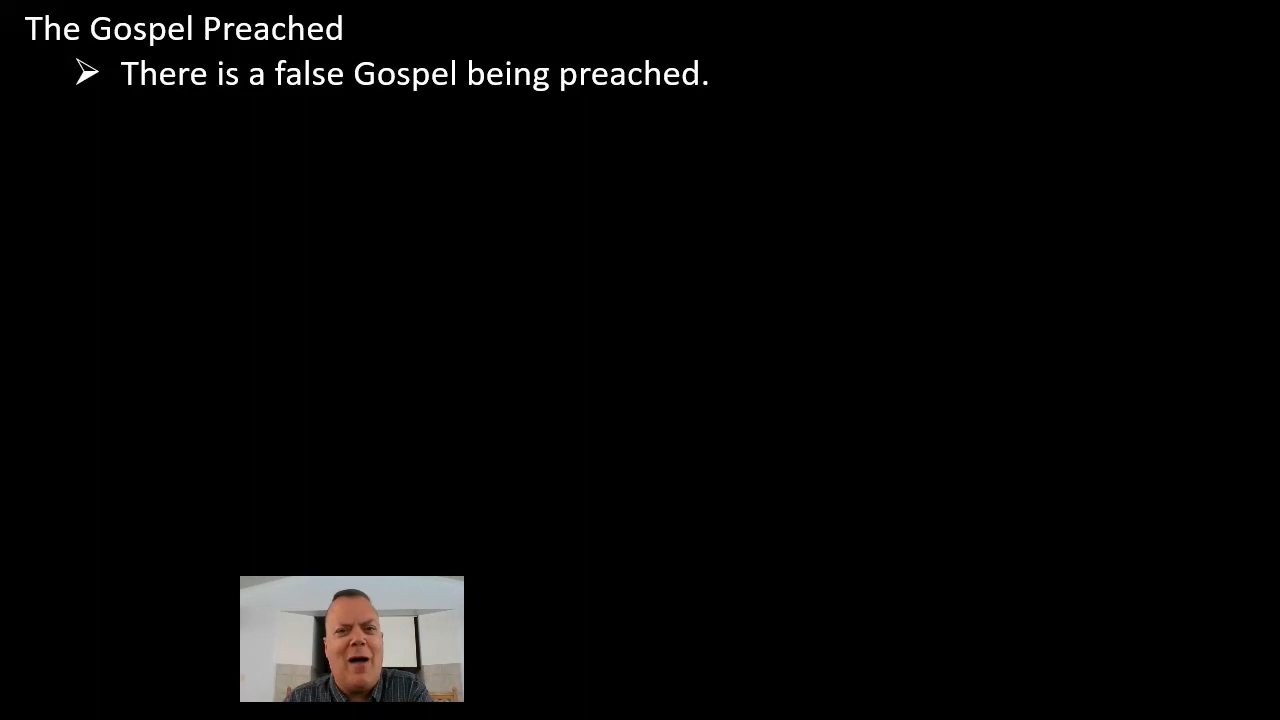 The Gospel Preached
➢ There is a false Gospel being preached.